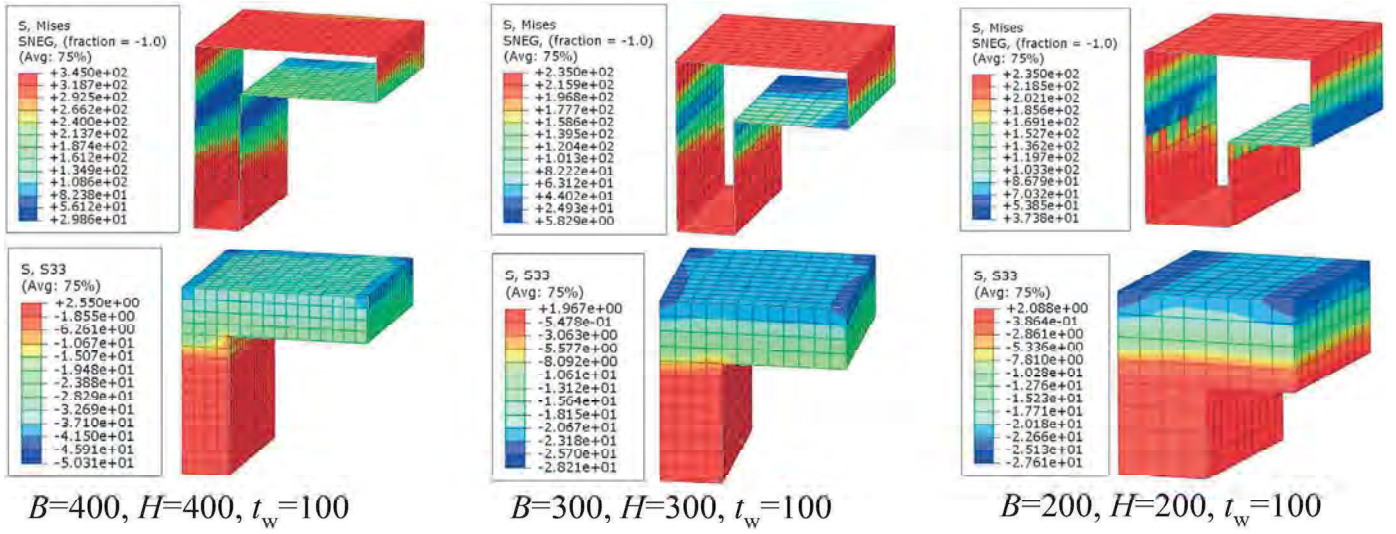 S, Mises
SNEG, (fraction = -1.0)
(Avg: 75%)
+3.450e+02
+3.187e+02
+2.925e+02
+2.662e+02
+2.400e+02
+2.137e+02
+1.874e+02
+1.612e+02
+1.349e+02
+1.086e+02
+8.238e+01
+5.612e+01
+2.986e+01
S, Mises
SNEG, (fraction = -1.0)
(Avg: 75%)
+2.350e+02
+2.159e+02
+1.968e+02
+1.777e+02
+1.586e+02
+1.395e+02
+1.204e+02
+1.013e+02
+8.222e+01
+6.312e+01
+4.402e+01
+2.493e+01
+5.829e+00
S, Mises
SNEG, (fraction = -1.0)
(Avg: 75%)
+2.350e+02
+2.185e+02
+2.021e+02
+1.856e+02
+1.691e+02
+1.527e+02
+1.362e+02
+1.197e+02
+1.033e+02
+8.679e+01
+7.032e+01
+5.385e+01
+3.738e+01
S, S33
(Avg: 75%)
+2.550e+00
-1.855e+00
-6.261e+00
-1.067e+01
-1.507e+01
-1.948e+01
-2.388e+01
-2.829e+01
-3.269e+01
-3.710e+01
-4.150e+01
-4.591e+01
-5.031e+01
S, S33
(Avg: 75%)
+1.967e+00
-5.478e-01
-3.063e+00
-5.577e+00
-8.092e+00
-1.061e+01
-1.312e+01
-1.564e+01
-1.815e+01
-2.067e+01
-2.318e+01
-2.570e+01
-2.821e+01
S, S33
(Avg: 75%)
+2.088e+00
-3.864e-01
-2.861e+00
-5.336e+00
-7.810e+00
-1.028e+01
-1.276e+01
-1.523e+01
-1.771e+01
-2.018e+01
-2.266e+01
-2.513e+01
-2.761e+01
B=400, H=400, tw=100
B=300, H=300, tw=100
B=200, H=200, tw=100